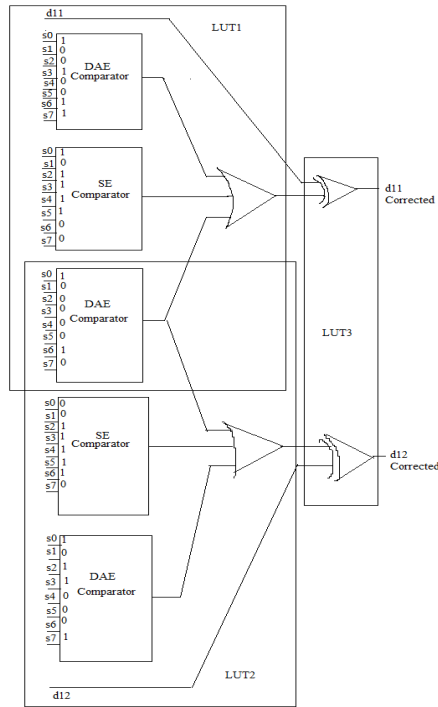 d11
LUT1
s0 1
s1 0
s2 0
s3 1
s4 0
s5 0
s6 1
s7 1
DAE
Comparator
s0 1
s1 0
s2 1
s3 1
s4 1
s5 1
s6 0
s7 0
SE
Comparator
d11
Corrected
s0 1
s1 0
s2 0
s3 0
s4 0
s5 0
s6 1
s7 0
DAE
Comparator
LUT3
s0 0
s1 0
s2 1
s3 1
s4 1
s5 1
s6 1
s7 0
SE
Comparator
d12
Corrected
s0 1
s1 0
s2 1
s3 1
s4 0
s5 0
s6 0
s7 1
DAE
Comparator
LUT2
d12